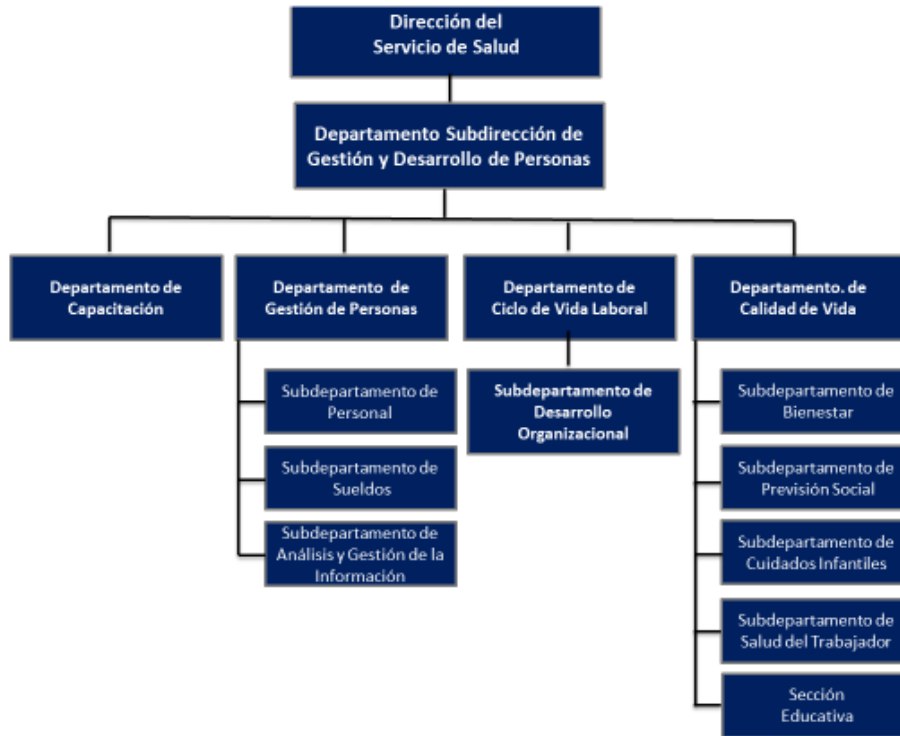 Dirección del
Servicio de Salud
Departamento Subdirección de
Gestión y Desarrollo de Personas
Departamento de
Capacitación
Departamento de
Gestión de Personas
Departamento de
Ciclo de Vida Laboral
Departamento. de
Calidad de Vida
Subdepartamento de
Personal
Subdepartamento de
Sueldos
Subdepartamento de
Análisis y Gestión de la
Información
Subdepartamento de
Desarrollo
Organizacional
Subdepartamento de
Bienestar
Subdepartamento de
Previsión Social
Subdepartamento de
Cuidados Infantiles
Subdepartamento de
Salud del Trabajador
Sección
Educativa